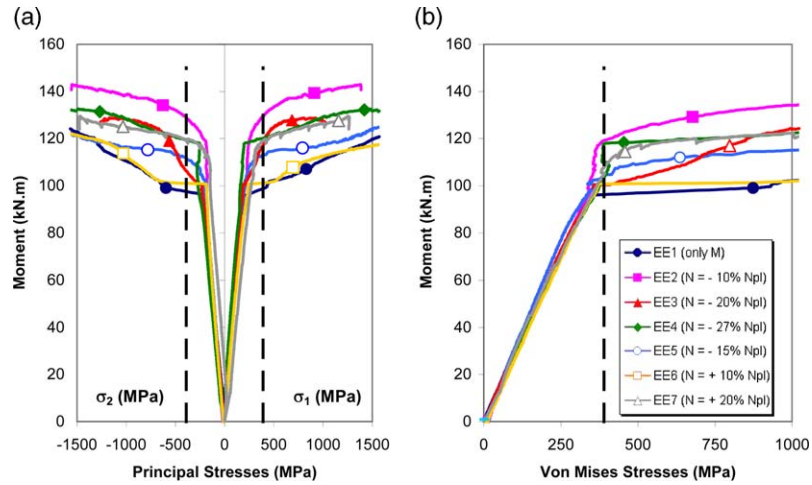 (a)
160
140
120
100
80
60
40
20
0
Moment (kN.m)
σ2 (MPa)
σ1 (MPa)
-1500 -1000 -500 0 500 1000 1500
Principal Stresses (MPa)
(b)
160
140
120
100
80
60
40
20
0
Moment (kN.m)
EE1 (only M)
EE2 (N = - 10% Npl)
EE3 (N = - 20% Npl)
EE4 (N = - 27% Npl)
EE5 (N = - 15% Npl)
EE6 (N = + 10% Npl)
EE7 (N = + 20% Npl)
0 250 500 750 1000
Von Mises Stresses (MPa)